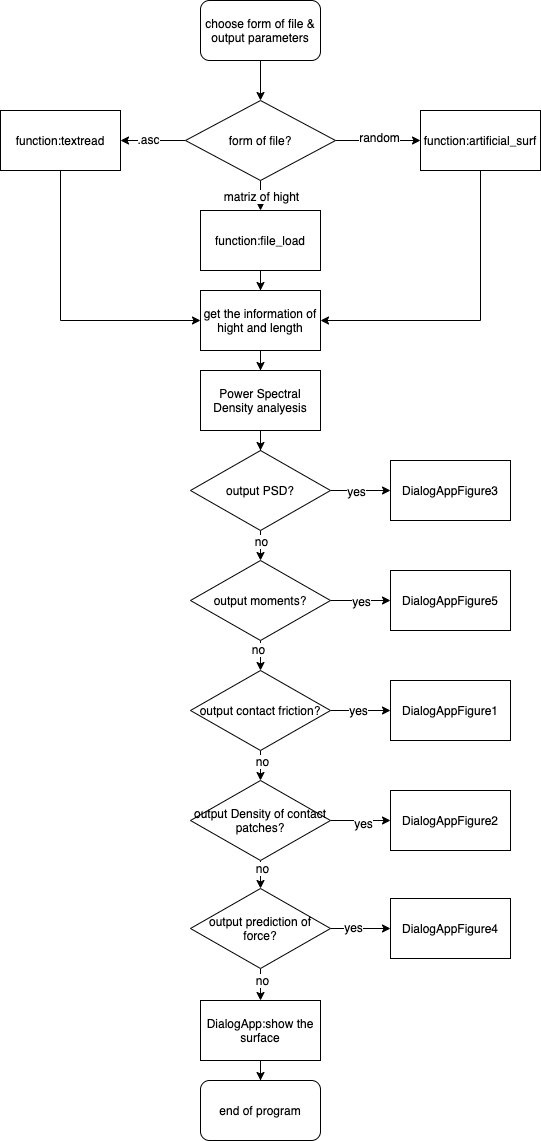 choose form of file &
output parameters
function:textread
.asc
form of file?
random
function:artificial_surf
matriz of hight
function:file_load
get the information of
hight and length
Power Spectral
Density analyesis
output PSD?
yes
DialogAppFigure3
no
output moments?
yes
DialogAppFigure5
no
output contact friction?
yes
DialogAppFigure1
no
output Density of contact
patches?
yes
DialogAppFigure2
no
output prediction of
force?
yes
DialogAppFigure4
no
DialogApp:show the
surface
end of program